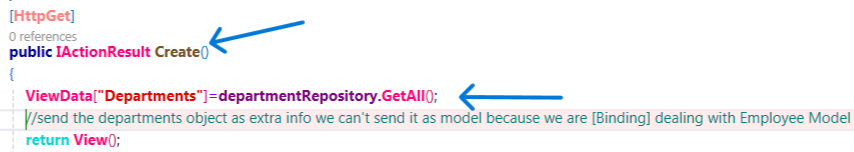 [HttpGet]
0 references
public IActionResult Create()
{
ViewData["Departments"]=departmentRepository.GetAll();
//send the departments object as extra info we can't send it as model because we are [Binding] dealing with Employee Model
return View();